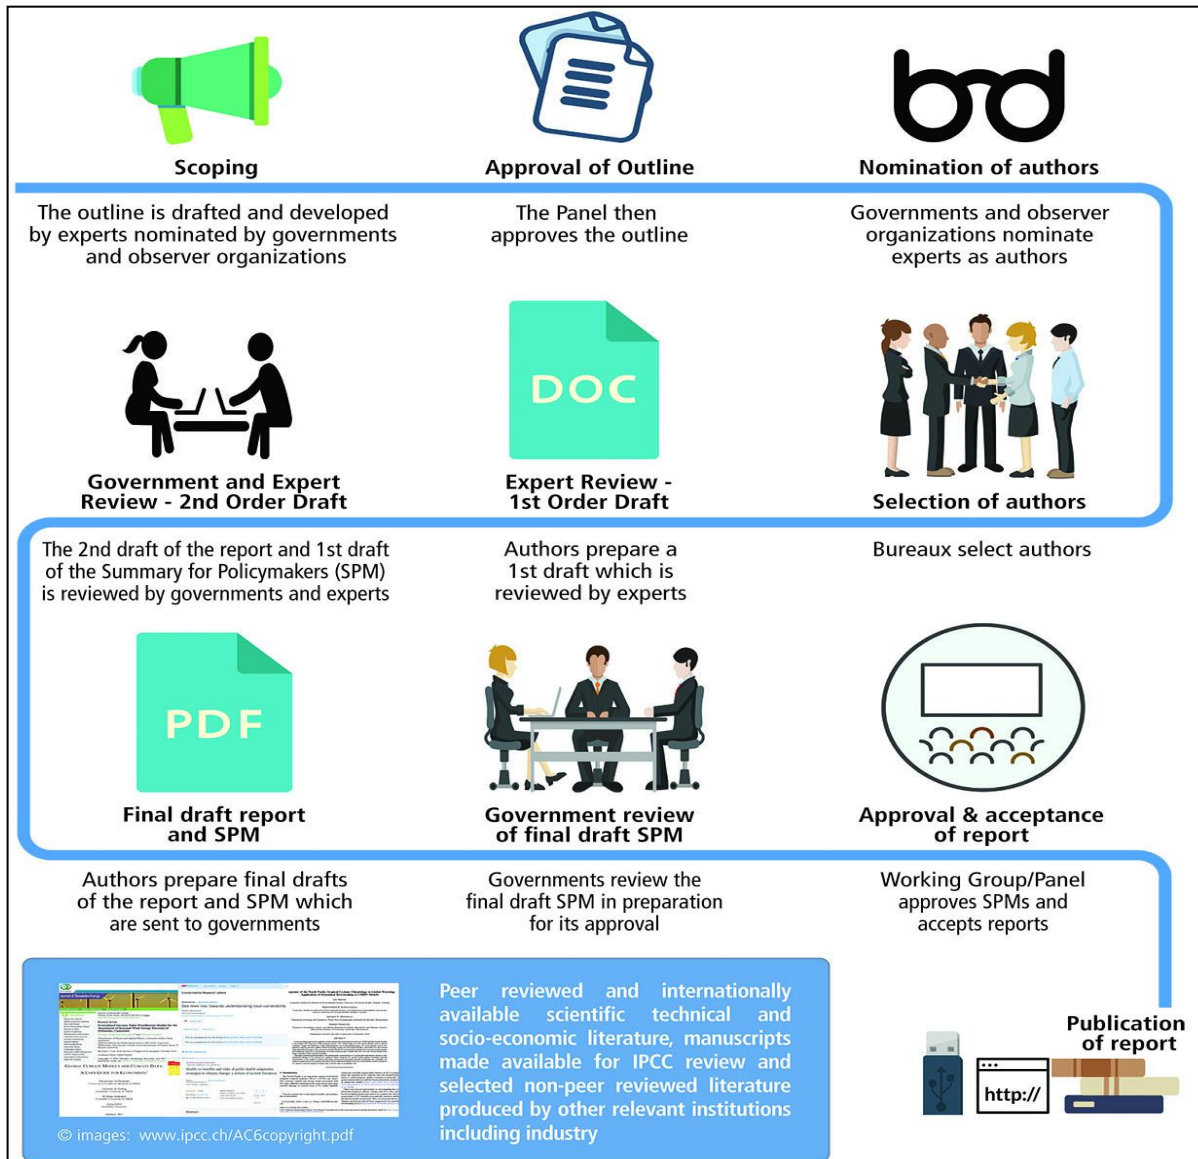 Scoping
Approval of Outline
Nomination of authors
The outline is drafted and developed
by experts nominated by governments
and observer organizations
The Panel then
approves the outline
Governments and observer
organizations nominate
experts as authors
DOC
Government and Expert
Review - 2nd Order Draft
Expert Review -
1st Order Draft
Selection of authors
The 2nd draft of the report and 1st draft
of the Summary for Policymakers (SPM)
is reviewed by governments and experts
Authors prepare a
1st draft which is
reviewed by experts
Bureaux select authors
PDF
Final draft report
and SPM
Government review
of final draft SPM
Approval & acceptance
of report
Authors prepare final drafts
of the report and SPM which
are sent to governments
Governments review the
final draft SPM in preparation
for its approval
Working Group/Panel
approves SPMs and
accepts reports
Peer reviewed and internationally
available scientific technical and
socio-economic literature, manuscripts
made available for IPCC review and
selected non-peer reviewed literature
produced by other relevant institutions
including industry
© images: www.ipcc.ch/AC6copyright.pdf
Publication
of report
http://